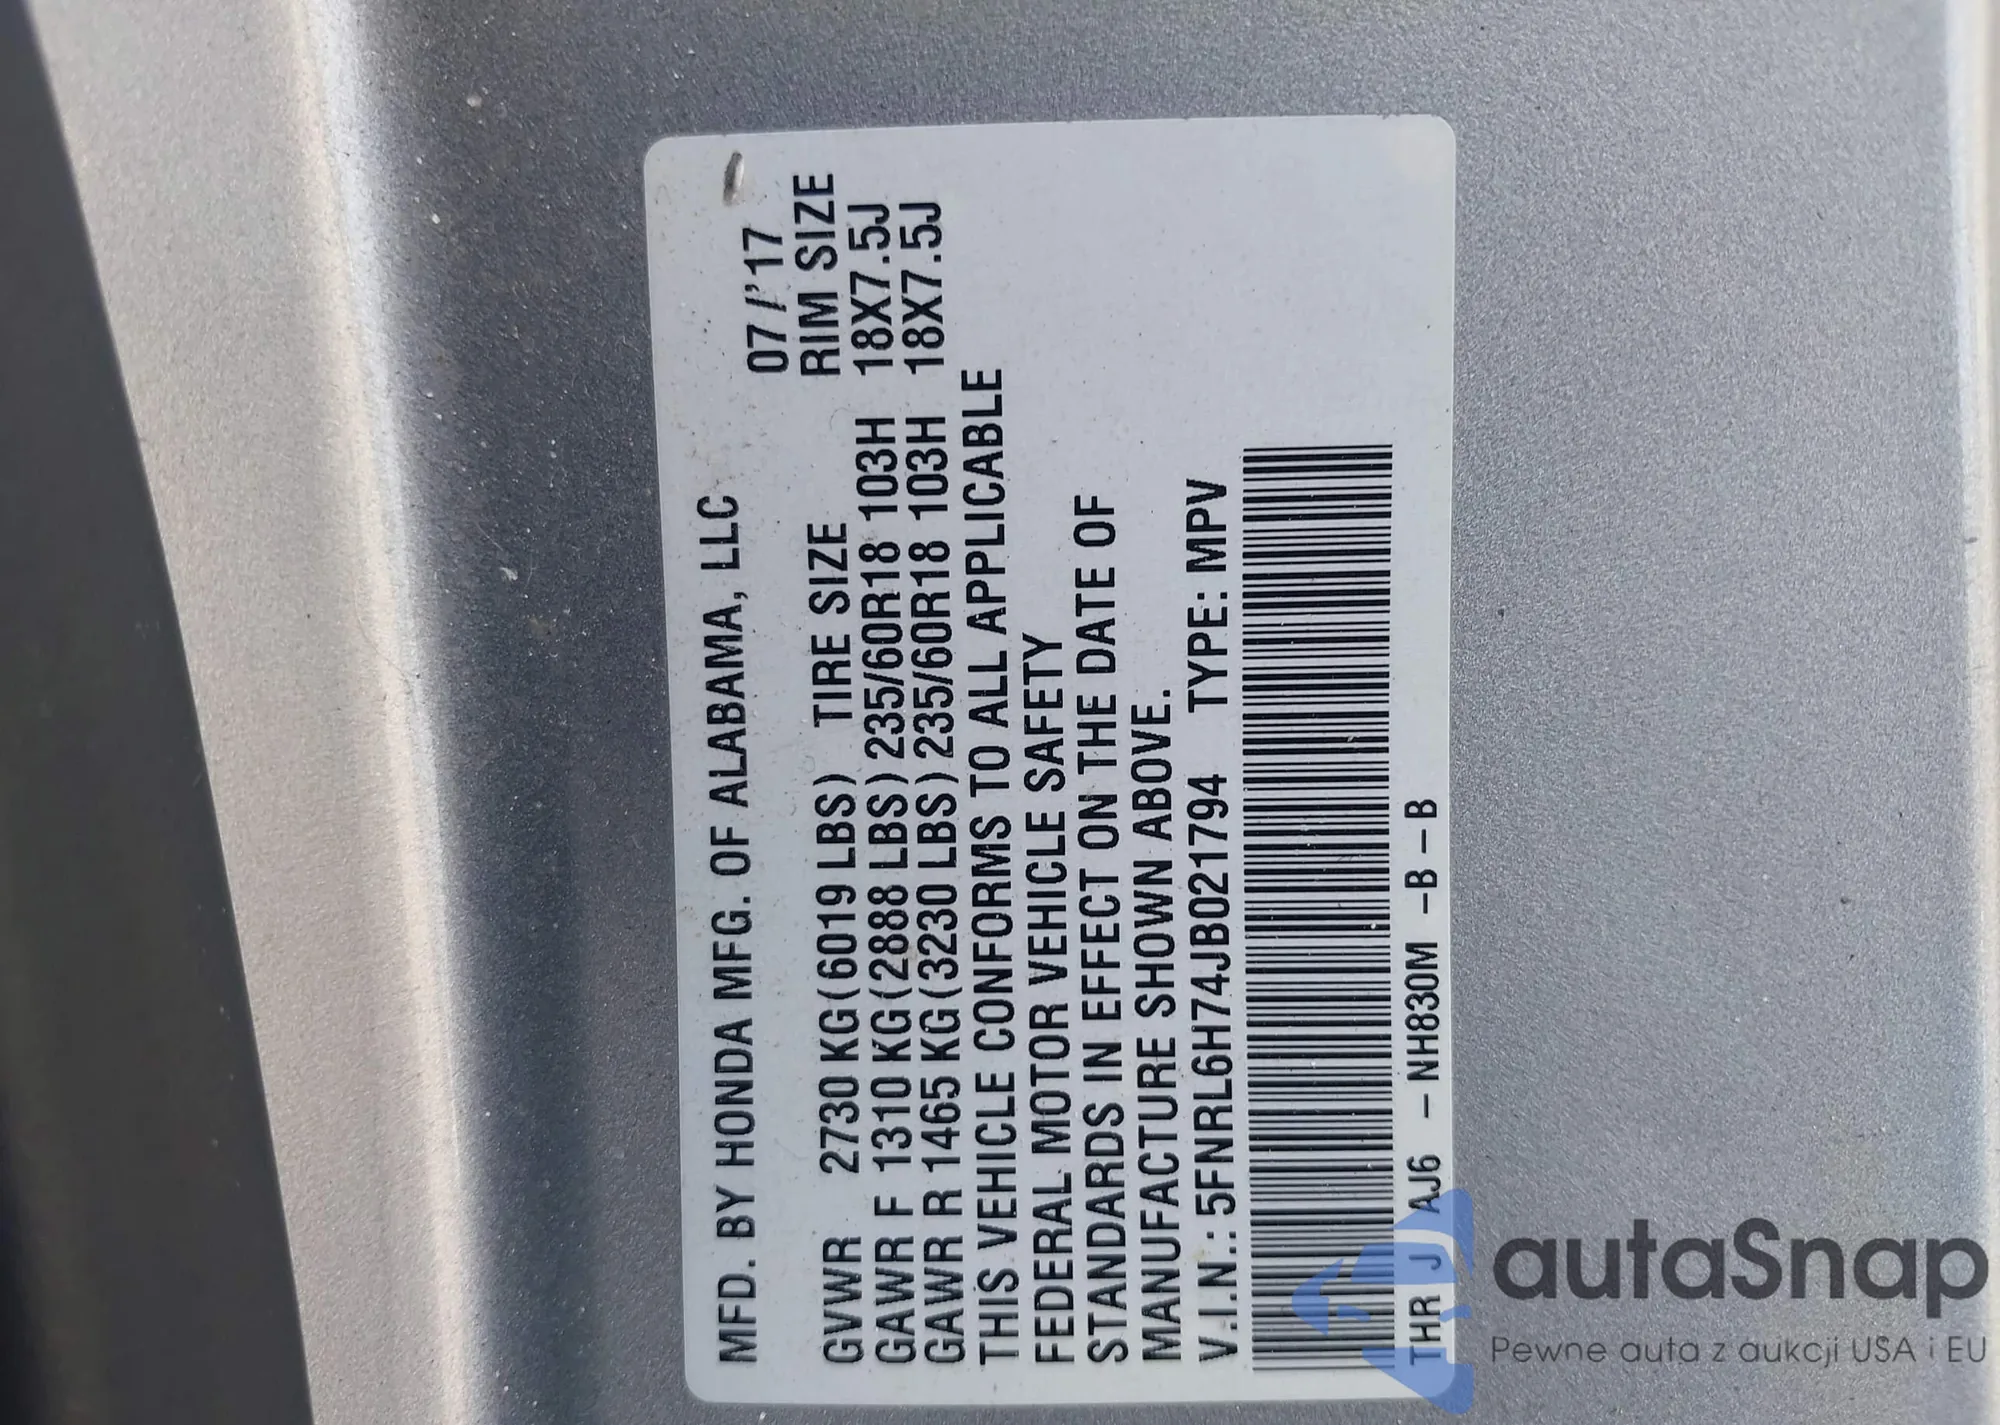 MFD. BY HONDA MFG. OF ALABAMA, LLC
07/'17
GVWR 2730 KG(6019 LBS) TIRE SIZE RIM SIZE
GAWR F 1310 KG(2888 LBS) 235/60R18 103H 18X7.5J
GAWR R 1465 KG(3230 LBS) 235/60R18 103H 18X7.5J
THIS VEHICLE CONFORMS TO ALL APPLICABLE
FEDERAL MOTOR VEHICLE SAFETY
STANDARDS IN EFFECT ON THE DATE OF
MANUFACTURE SHOWN ABOVE.
V.I.N.: 5FNRL6H74JB021794 TYPE: MPV
THR J AJ6 – NH830M –B –B
autaSnap
Pewne auta z aukcji USA i EU